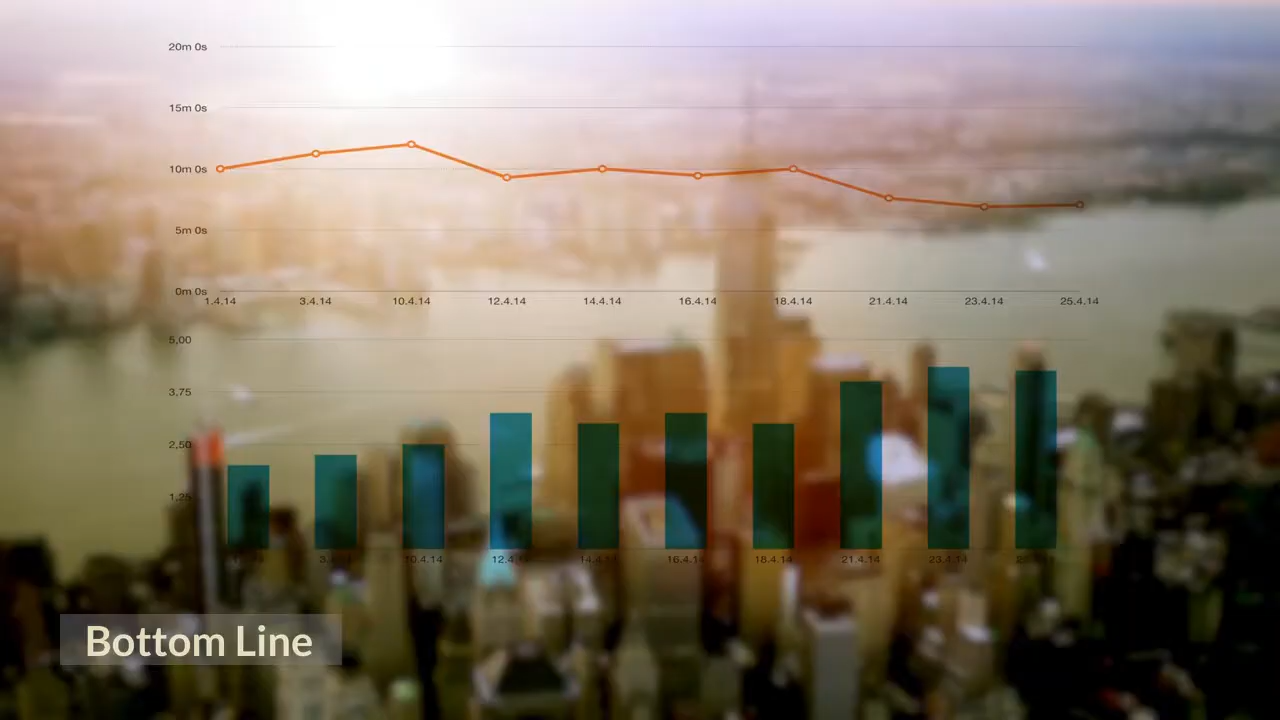 20m 0s
15m 0s
10m 0s
5m 0s
0m 0s
1.4.14 3.4.14 10.4.14 12.4.14 14.4.14 16.4.14 18.4.14 21.4.14 23.4.14 25.4.14
5,00
3,75
2,50
1,25
10.4.14 12.4.14 14.4.14 16.4.14 18.4.14 21.4.14 23.4.14
Bottom Line